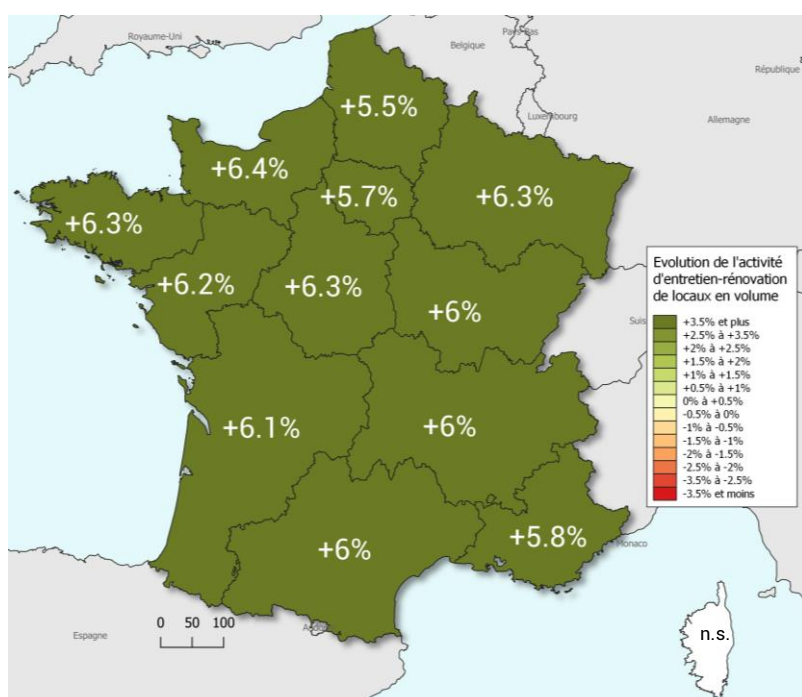 Royaume-Uni
Pays-Bas
Belgique
République
Luxembourg
Allemagne
+5.5%
+6.4%
+5.7%
+6.3%
+6.3%
+6.2%
+6.3%
+6%
Evolution de l'activité
d'entretien-rénovation
de locaux en volume
+3.5% et plus
+2.5% à +3.5%
+2% à +2.5%
+1.5% à +2%
+1% à +1.5%
+0.5% à +1%
0% à +0.5%
-0.5% à 0%
-1% à -0.5%
-1.5% à -1%
-2% à -1.5%
-2.5% à -2%
-3.5% à -2.5%
-3.5% et moins
Suis
+6.1%
+6%
+6%
+5.8%
Monaco
n.s.
Espagne
0 50 100